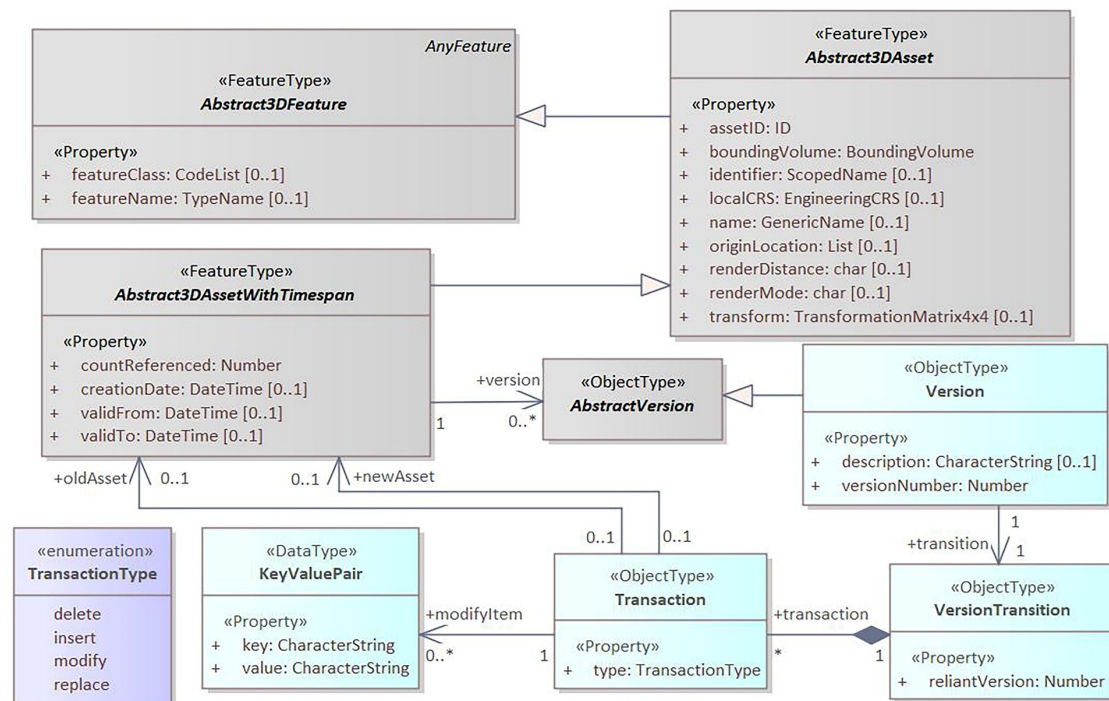 AnyFeature
«FeatureType»
Abstract3DFeature
«Property»
+ featureClass: CodeList [0..1]
+ featureName: TypeName [0..1]
«FeatureType»
Abstract3DAsset
«Property»
+ assetID: ID
+ boundingVolume: BoundingVolume
+ identifier: ScopedName [0..1]
+ localCRS: EngineeringCRS [0..1]
+ name: GenericName [0..1]
+ originLocation: List [0..1]
+ renderDistance: char [0..1]
+ renderMode: char [0..1]
+ transform: TransformationMatrix4x4 [0..1]
«FeatureType»
Abstract3DAssetWithTimespan
«Property»
+ countReferenced: Number
+ creationDate: DateTime [0..1]
+ validFrom: DateTime [0..1]
+ validTo: DateTime [0..1]
+version
1
0..*
«ObjectType»
AbstractVersion
«ObjectType»
Version
«Property»
+ description: CharacterString [0..1]
+ versionNumber: Number
+oldAsset
0..1
0..1
+newAsset
0..1
0..1
1
+transition
1
«enumeration»
TransactionType
delete
insert
modify
replace
«DataType»
KeyValuePair
«Property»
+ key: CharacterString
+ value: CharacterString
+modifyItem
0..*
1
«ObjectType»
Transaction
«Property»
+ type: TransactionType
+transaction
*
1
«ObjectType»
VersionTransition
«Property»
+ reliantVersion: Number